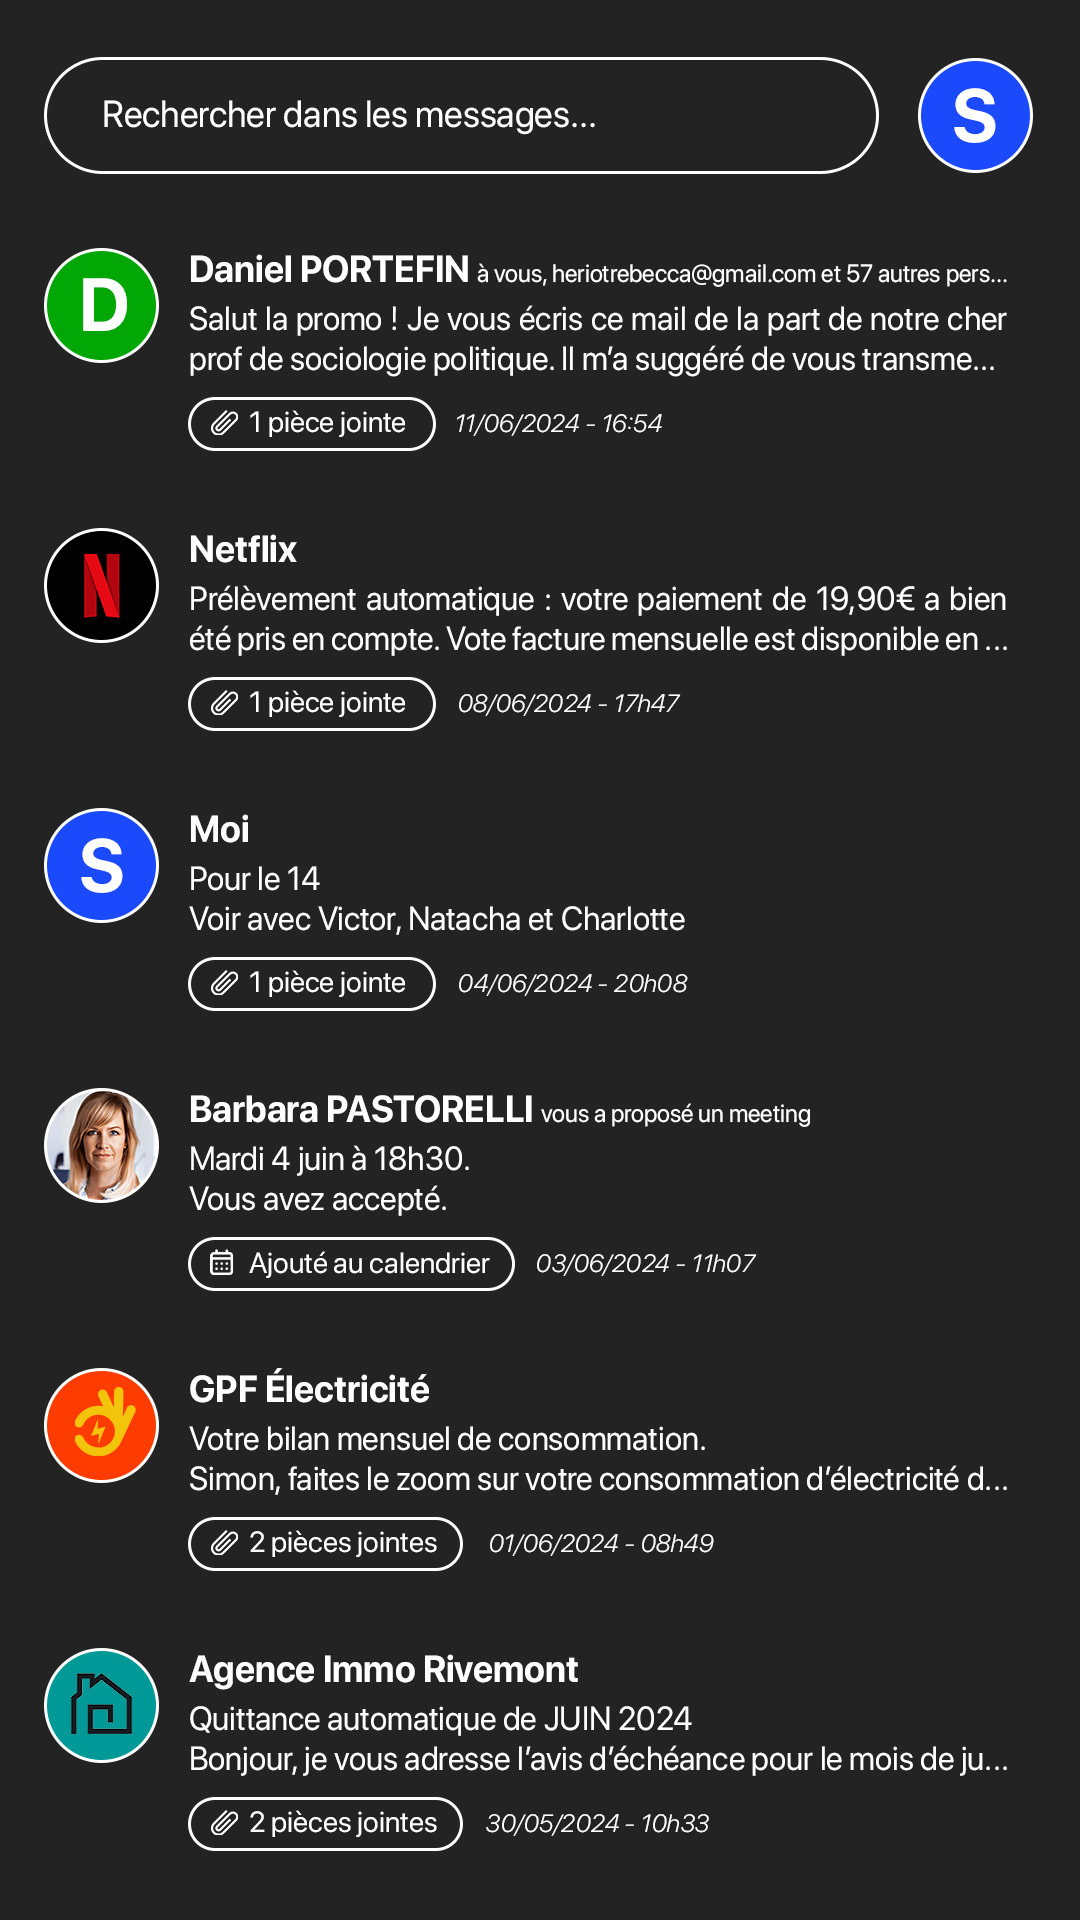 Rechercher dans les messages...
S
D
Daniel PORTEFIN à vous, heriotrebecca@gmail.com et 57 autres pers...
Salut la promo ! Je vous écris ce mail de la part de notre cher
prof de sociologie politique. Il m’a suggéré de vous transme...
1 pièce jointe 11/06/2024 - 16:54
N
Netflix
Prélèvement automatique : votre paiement de 19,90€ a bien
été pris en compte. Vote facture mensuelle est disponible en ...
1 pièce jointe 08/06/2024 - 17h47
S
Moi
Pour le 14
Voir avec Victor, Natacha et Charlotte
1 pièce jointe 04/06/2024 - 20h08
Barbara PASTORELLI vous a proposé un meeting
Mardi 4 juin à 18h30.
Vous avez accepté.
Ajouté au calendrier 03/06/2024 - 11h07
GPF Électricité
Votre bilan mensuel de consommation.
Simon, faites le zoom sur votre consommation d’électricité d...
2 pièces jointes 01/06/2024 - 08h49
Agence Immo Rivemont
Quittance automatique de JUIN 2024
Bonjour, je vous adresse l’avis d’échéance pour le mois de ju...
2 pièces jointes 30/05/2024 - 10h33